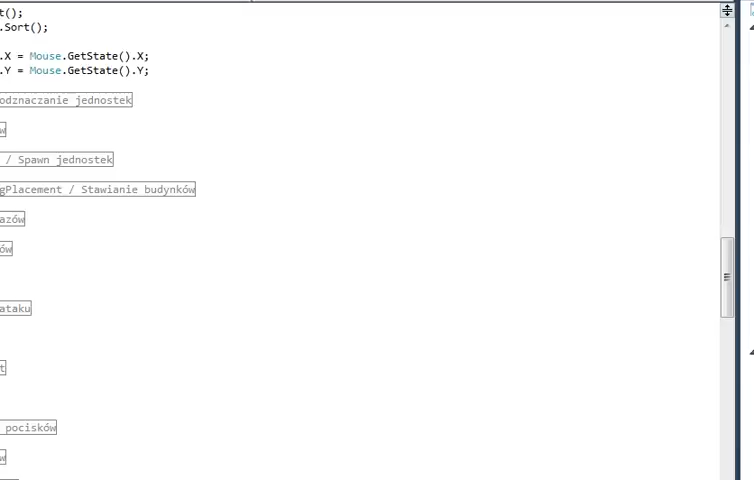 t();
.Sort();
.X = Mouse.GetState().X;
.Y = Mouse.GetState().Y;
odznaczanie jednostek
w
/ Spawn jednostek
gPlacement / Stawianie budynków
azów
ów
ataku
t
pocisków
w